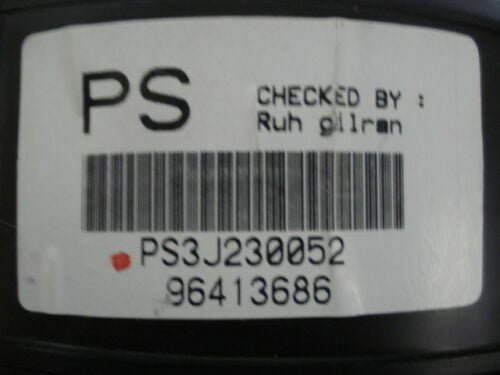 PS
CHECKED BY :
Ruh gilran
PS3J230052
96413686